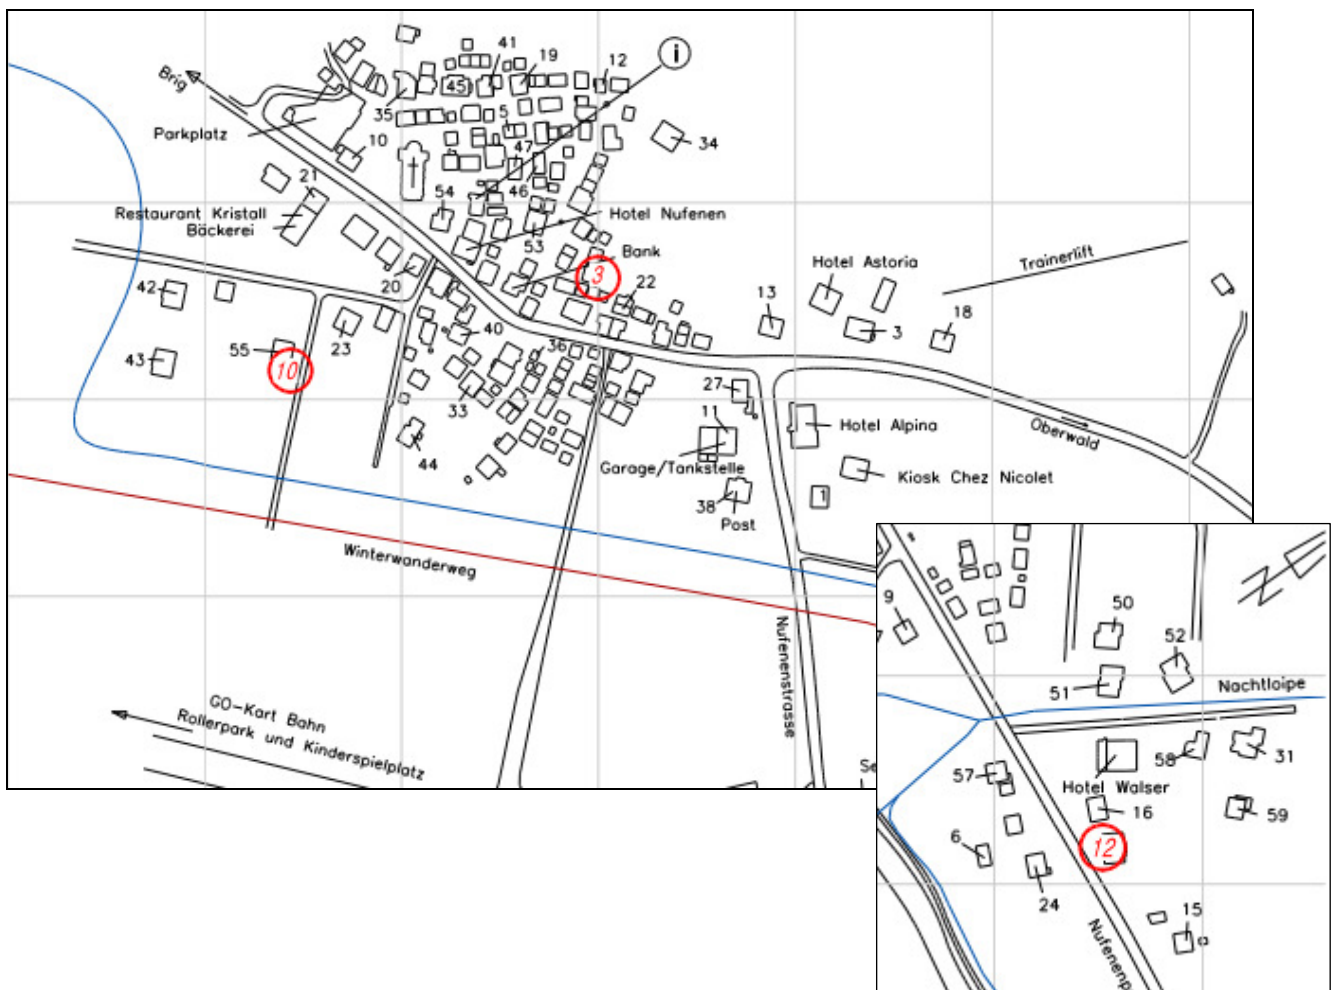 41
19
12
i
Brig
45
35
Parkplatz
5
10
47
34
21
54
46
Restaurant Kristall
Bäckerei
Hotel Nufenen
53
Bank
3
22
Hotel Astoria
Trainerlift
42
20
13
3
18
43
55
23
40
36
10
33
27
11
44
Hotel Alpina
Oberwald
Garage/Tankstelle
Kiosk Chez Nicolet
38
1
Post
Winterwanderweg
Nufenenstrasse
GO-Kart Bahn
Rollerpark und Kinderspielplatz
Se
9
50
52
51
Nachtloipe
N
57
58
31
Hotel Walser
16
59
6
12
24
15
Nufenenp